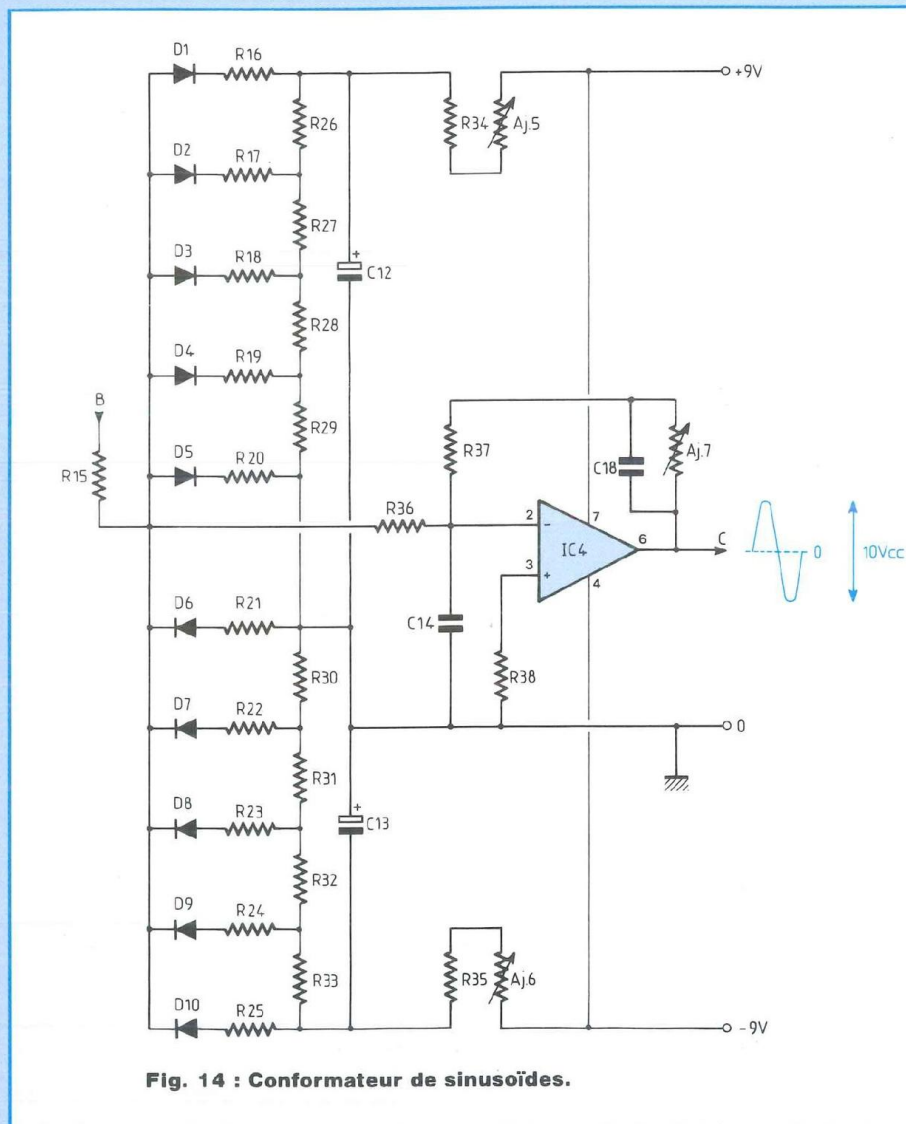 D1
R16
+9V
R26
R34
Aj.5
D2
R17
R27
D3
R18
+
C12
R28
D4
R19
B
R29
R15
D5
R20
R37
C18
Aj.7
R36
2
-
7
IC4
6
C
0
10Vcc
3
+
4
D6
R21
C14
R38
R30
D7
R22
0
R31
D8
R23
+
C13
R32
D9
R24
R33
R35
Aj.6
D10
R25
-9V
Fig. 14 : Conformateur de sinusoïdes.